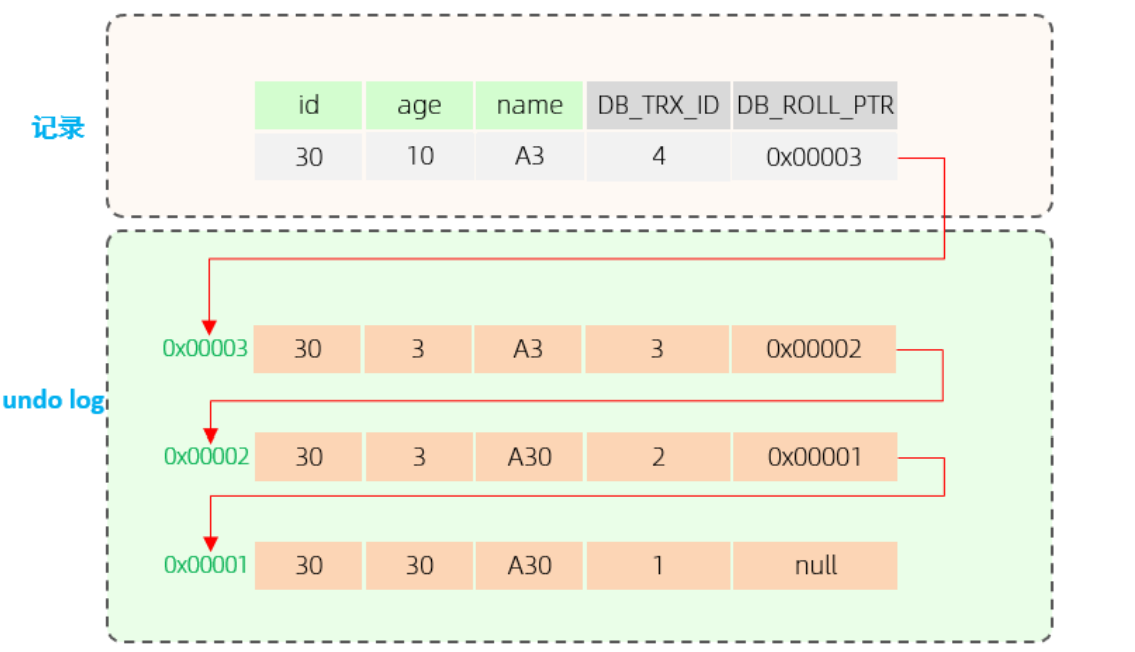 id age name DB_TRX_ID DB_ROLL_PTR
记录
30 10 A3 4 0x00003
0x00003 30 3 A3 3 0x00002
undo log
0x00002 30 3 A30 2 0x00001
0x00001 30 30 A30 1 null